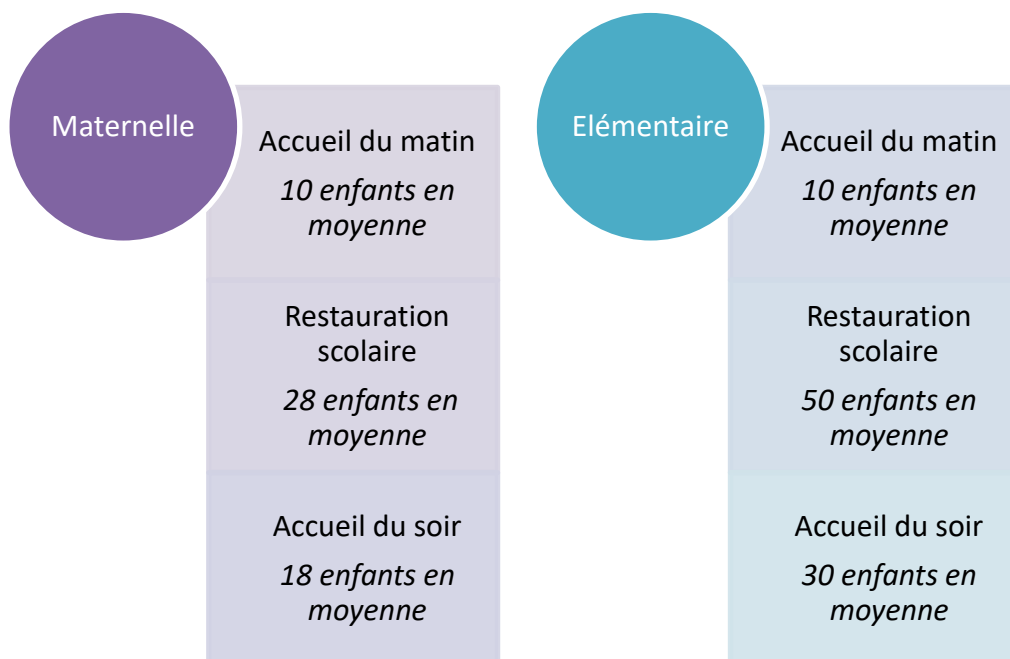 Maternelle
Accueil du matin
10 enfants en
moyenne
Restauration
scolaire
28 enfants en
moyenne
Accueil du soir
18 enfants en
moyenne
Elémentaire
Accueil du matin
10 enfants en
moyenne
Restauration
scolaire
50 enfants en
moyenne
Accueil du soir
30 enfants en
moyenne